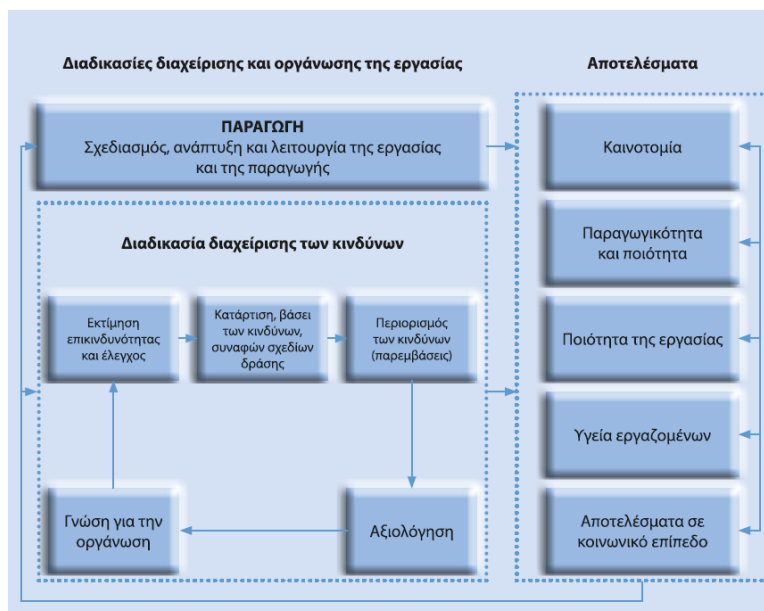 Διαδικασίες διαχείρισης και οργάνωσης της εργασίας
Αποτελέσματα
ΠΑΡΑΓΩΓΗ
Σχεδιασμός, ανάπτυξη και λειτουργία της εργασίας
και της παραγωγής
Διαδικασία διαχείρισης των κινδύνων
Εκτίμηση
επικινδυνότητας
και έλεγχος
Κατάρτιση, βάσει
των κινδύνων,
συναφών σχεδίων
δράσης
Περιορισμός
των κινδύνων
(παρεμβάσεις)
Γνώση για την
οργάνωση
Αξιολόγηση
Καινοτομία
Παραγωγικότητα
και ποιότητα
Ποιότητα της εργασίας
Υγεία εργαζομένων
Αποτελέσματα σε
κοινωνικό επίπεδο